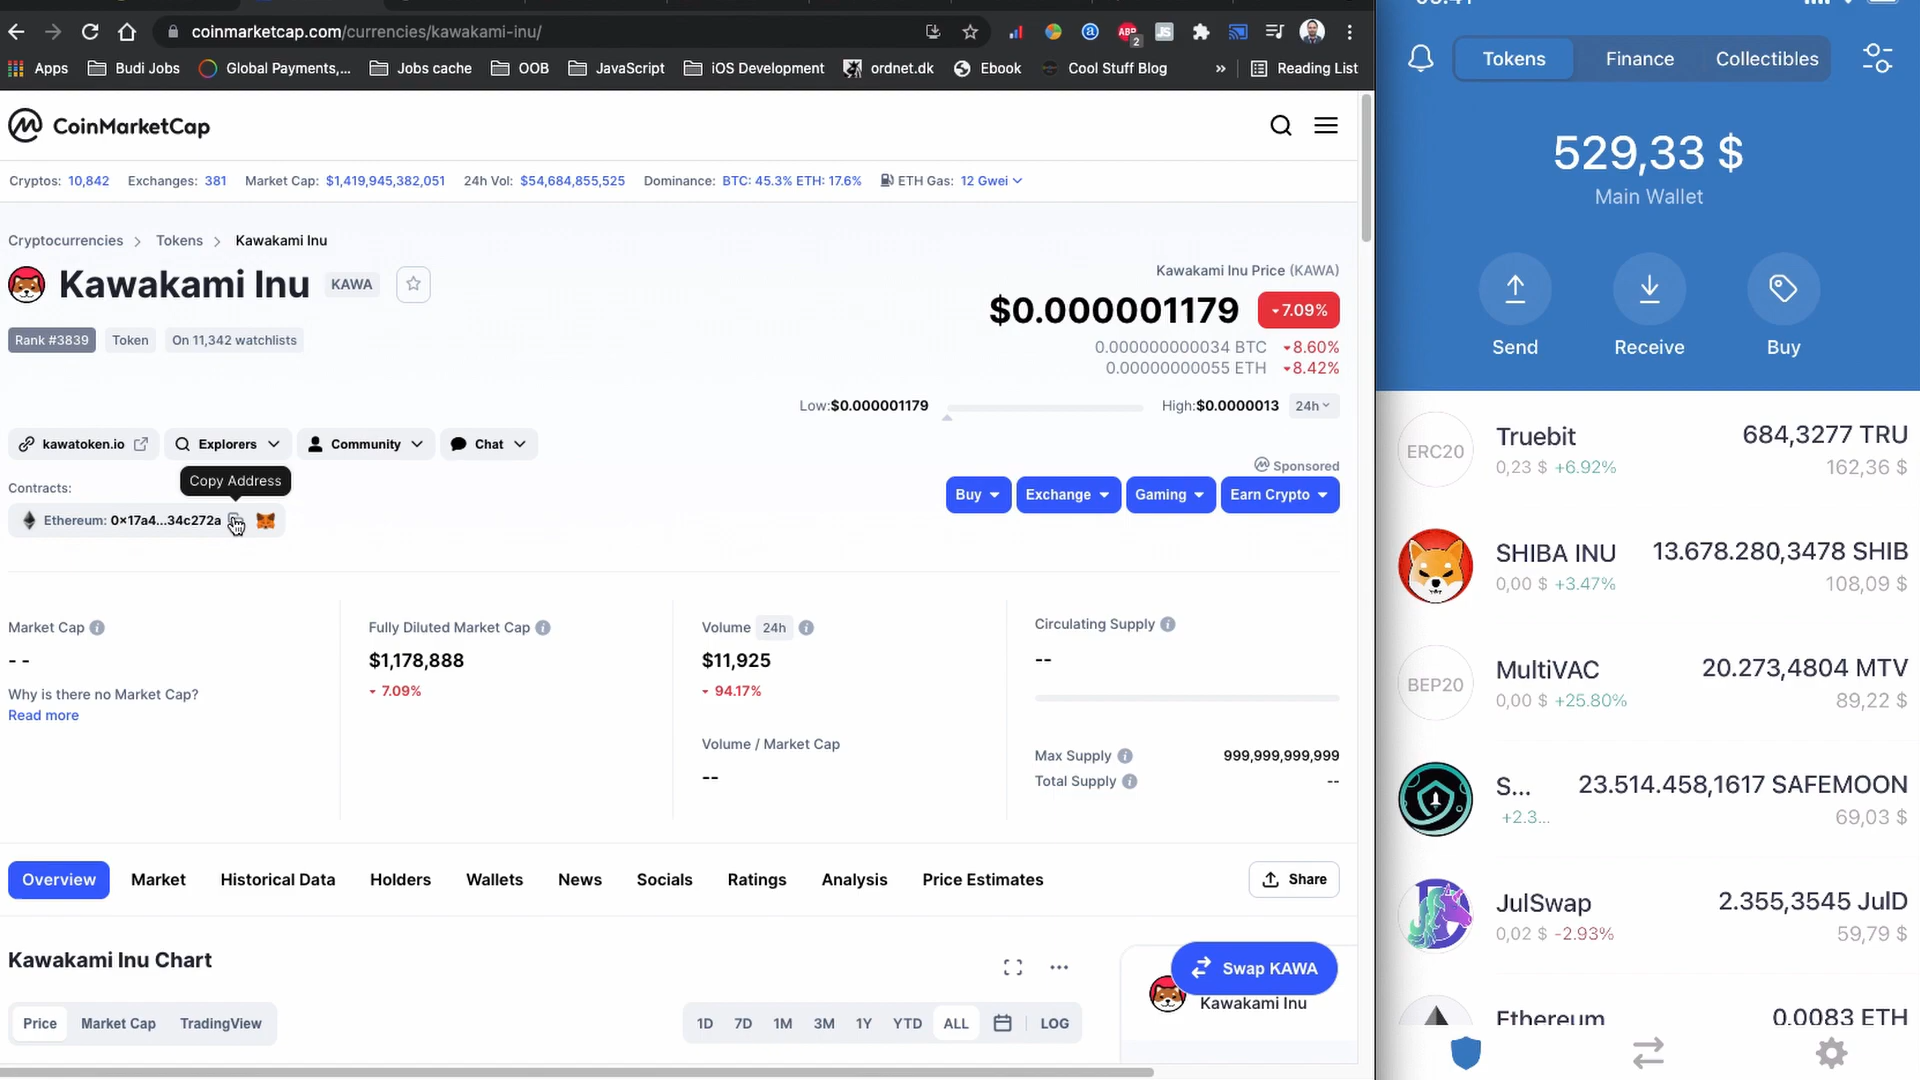 coinmarketcap.com/currencies/kawakami-inu/
ABP
2
JS
Apps
Budi Jobs
Global Payments,...
Jobs cache
OOB
JavaScript
iOS Development
ordnet.dk
Ebook
Cool Stuff Blog
»
Reading List
CoinMarketCap
Cryptos: 10,842
Exchanges: 381
Market Cap: $1,419,945,382,051
24h Vol: $54,684,855,525
Dominance: BTC: 45.3% ETH: 17.6%
ETH Gas: 12 Gwei
Cryptocurrencies
Tokens
Kawakami Inu
Kawakami Inu
KAWA
Kawakami Inu Price (KAWA)
$0.000001179
7.09%
Rank #3839
Token
On 11,342 watchlists
0.000000000034 BTC
8.60%
0.00000000055 ETH
8.42%
Low:$0.000001179
High:$0.0000013
24h
kawatoken.io
Explorers
Community
Chat
Sponsored
Copy Address
Contracts:
Buy
Exchange
Gaming
Earn Crypto
Ethereum: 0x17a4...34c272a
Market Cap
- -
Why is there no Market Cap?
Read more
Fully Diluted Market Cap
$1,178,888
7.09%
Volume
24h
$11,925
94.17%
Volume / Market Cap
--
Circulating Supply
--
Max Supply
999,999,999,999
Total Supply
--
Overview
Market
Historical Data
Holders
Wallets
News
Socials
Ratings
Analysis
Price Estimates
Share
Kawakami Inu Chart
Swap KAWA
Kawakami Inu
Price
Market Cap
TradingView
1D
7D
1M
3M
1Y
YTD
ALL
LOG
Tokens
Finance
Collectibles
529,33 $
Main Wallet
Send
Receive
Buy
ERC20
Truebit
684,3277 TRU
0,23 $ +6.92%
162,36 $
SHIBA INU
13.678.280,3478 SHIB
0,00 $ +3.47%
108,09 $
BEP20
MultiVAC
20.273,4804 MTV
0,00 $ +25.80%
89,22 $
S...
23.514.458,1617 SAFEMOON
+2.3...
69,03 $
JulSwap
2.355,3545 JulD
0,02 $ -2.93%
59,79 $
Ethereum
0,0083 ETH